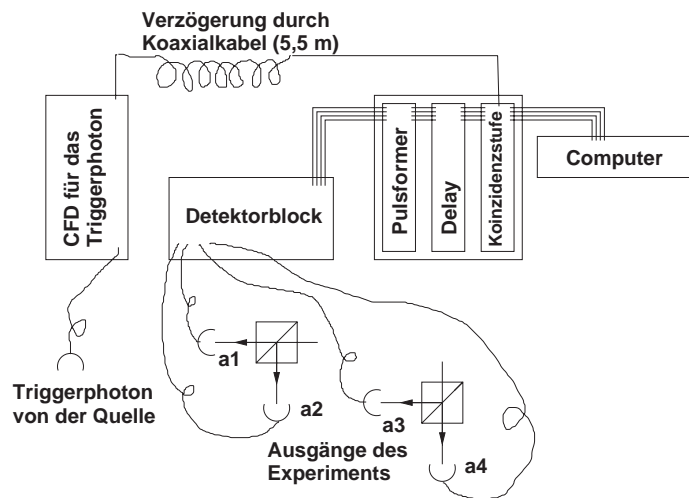 Verzögerung durch
Koaxialkabel (5,5 m)
CFD für das
Triggerphoton
Detektorblock
Pulsformer
Delay
Koinzidenzstufe
Computer
a1
a2
a3
a4
Triggerphoton
von der Quelle
Ausgänge des
Experiments